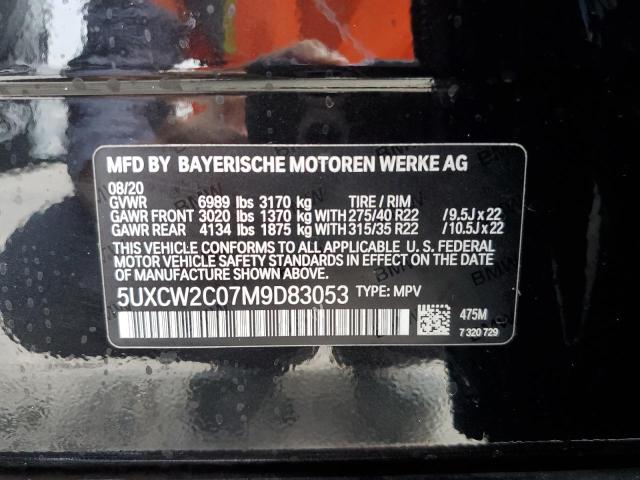 MFD BY BAYERISCHE MOTOREN WERKE AG
08/20
GVWR 6989 lbs 3170 kg TIRE / RIM
GAWR FRONT 3020 lbs 1370 kg WITH 275/40 R22 / 9.5J x 22
GAWR REAR 4134 lbs 1875 kg WITH 315/35 R22 / 10.5J x 22
THIS VEHICLE CONFORMS TO ALL APPLICABLE U. S. FEDERAL
MOTOR VEHICLE SAFETY STANDARDS IN EFFECT ON THE
DATE OF MANUFACTURE SHOWN ABOVE.
5UXCW2C07M9D83053 TYPE: MPV
475M
7 320 729